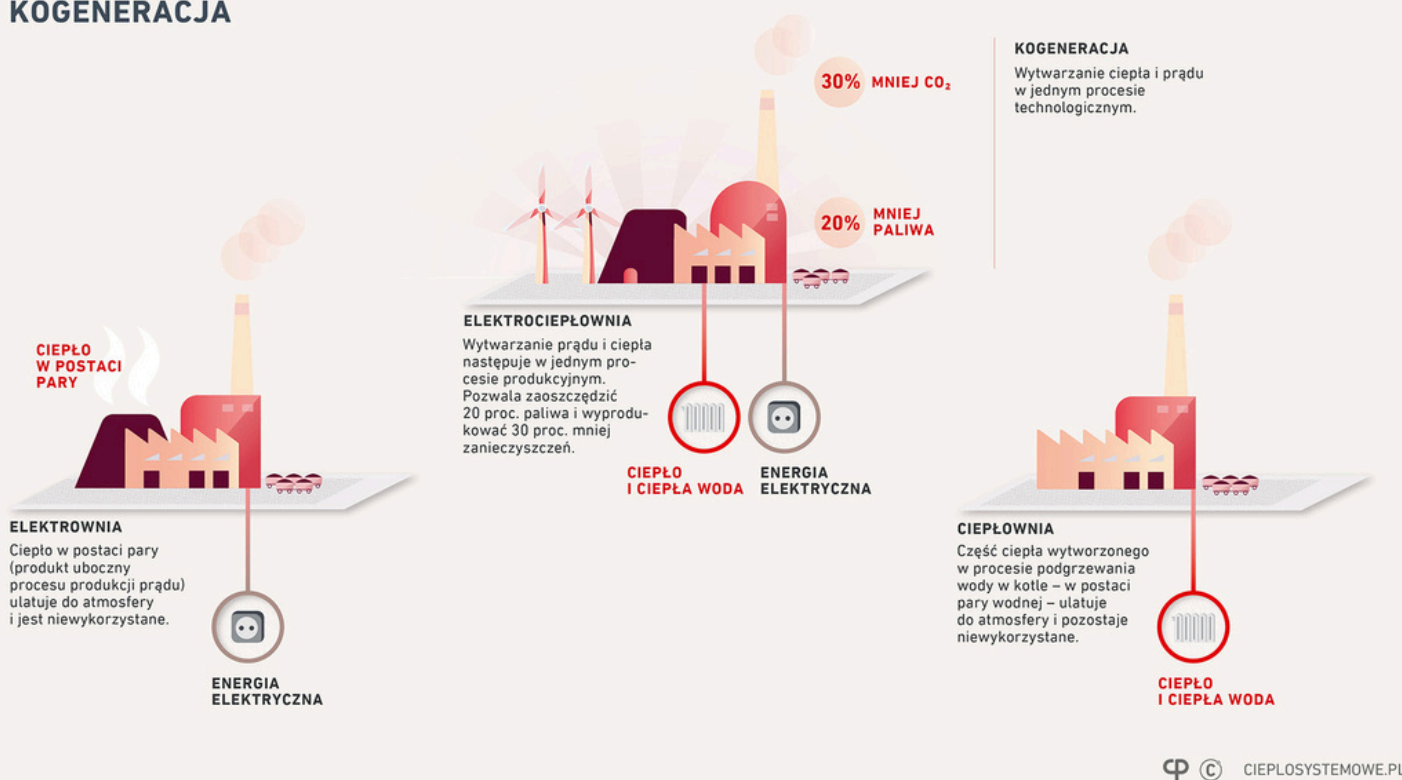 KOGENERACJA
30% MNIEJ CO₂
20% MNIEJ
PALIWA
KOGENERACJA
Wytwarzanie ciepła i prądu
w jednym procesie
technologicznym.
CIEPŁO
W POSTACI
PARY
ELEKTROWNIA
Ciepło w postaci pary
(produkt uboczny
procesu produkcji prądu)
ulatuje do atmosfery
i jest niewykorzystane.
ENERGIA
ELEKTRYCZNA
ELEKTROCIEPŁOWNIA
Wytwarzanie prądu i ciepła
następuje w jednym pro-
cesie produkcyjnym.
Pozwala zaoszczędzić
20 proc. paliwa i wyprodu-
kować 30 proc. mniej
zanieczyszczeń.
CIEPŁO
I CIEPŁA WODA
ENERGIA
ELEKTRYCZNA
CIEPŁOWNIA
Część ciepła wytworzonego
w procesie podgrzewania
wody w kotle – w postaci
pary wodnej – ulatuje
do atmosfery i pozostaje
niewykorzystane.
CIEPŁO
I CIEPŁA WODA
cp © CIEPLOSYSTEMOWE.PL